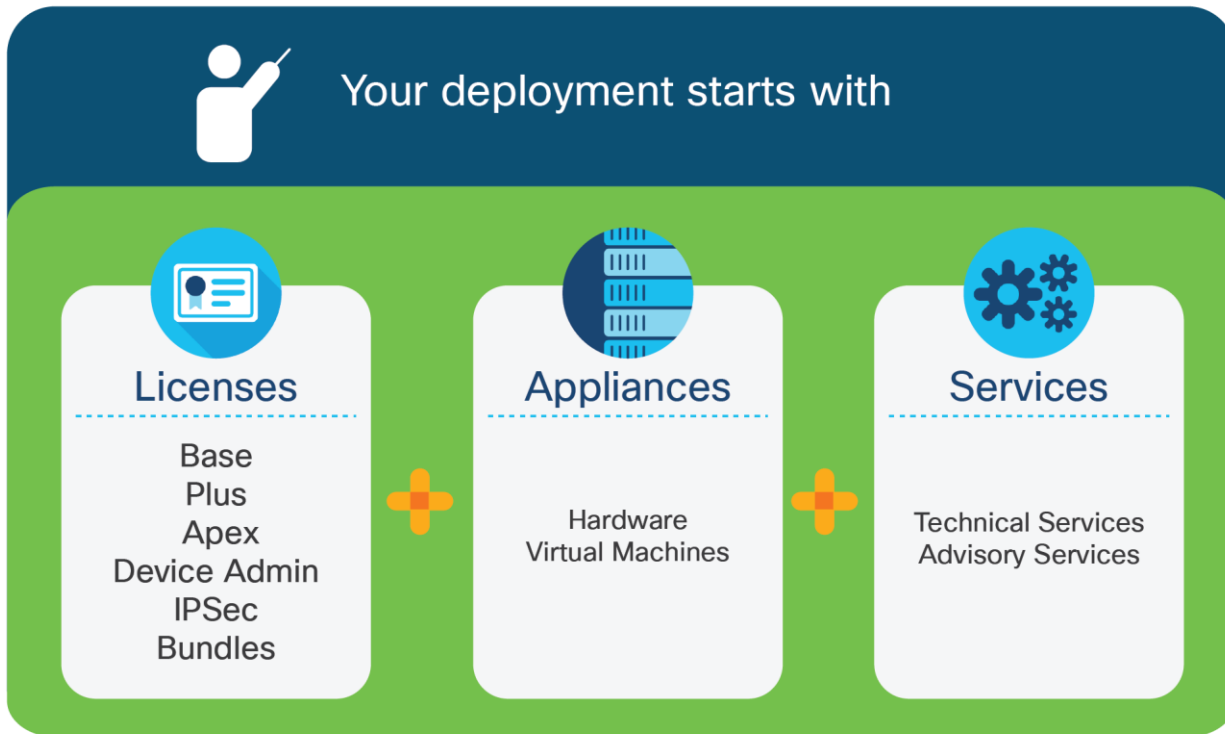 Your deployment starts with
Licenses
Base
Plus
Apex
Device Admin
IPSec
Bundles
Appliances
Hardware
Virtual Machines
Services
Technical Services
Advisory Services